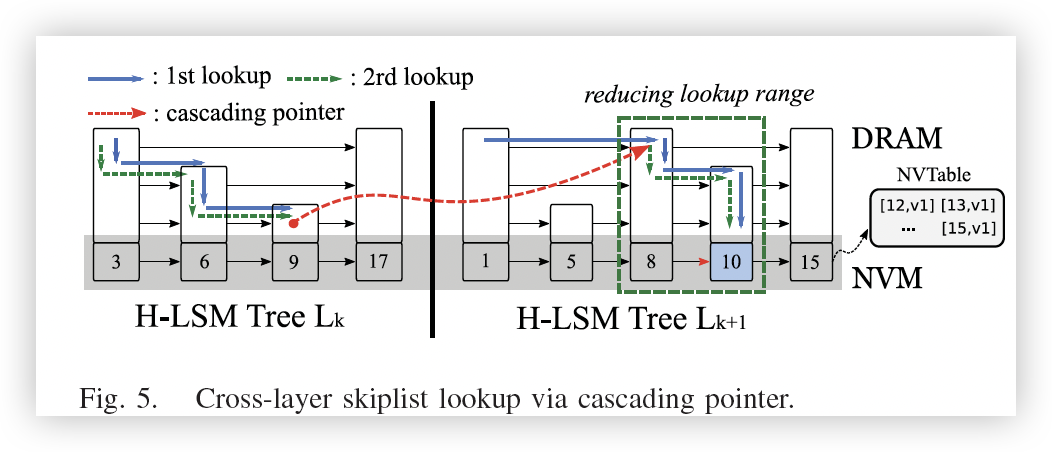 : 1st lookup : 2rd lookup
: cascading pointer
reducing lookup range
DRAM
NVTable
[12,v1] [13,v1]
... [15,v1]
3 6 9 17 1 5 8 10 15
NVM
H-LSM Tree Lk H-LSM Tree Lk+1
Fig. 5. Cross-layer skiplist lookup via cascading pointer.